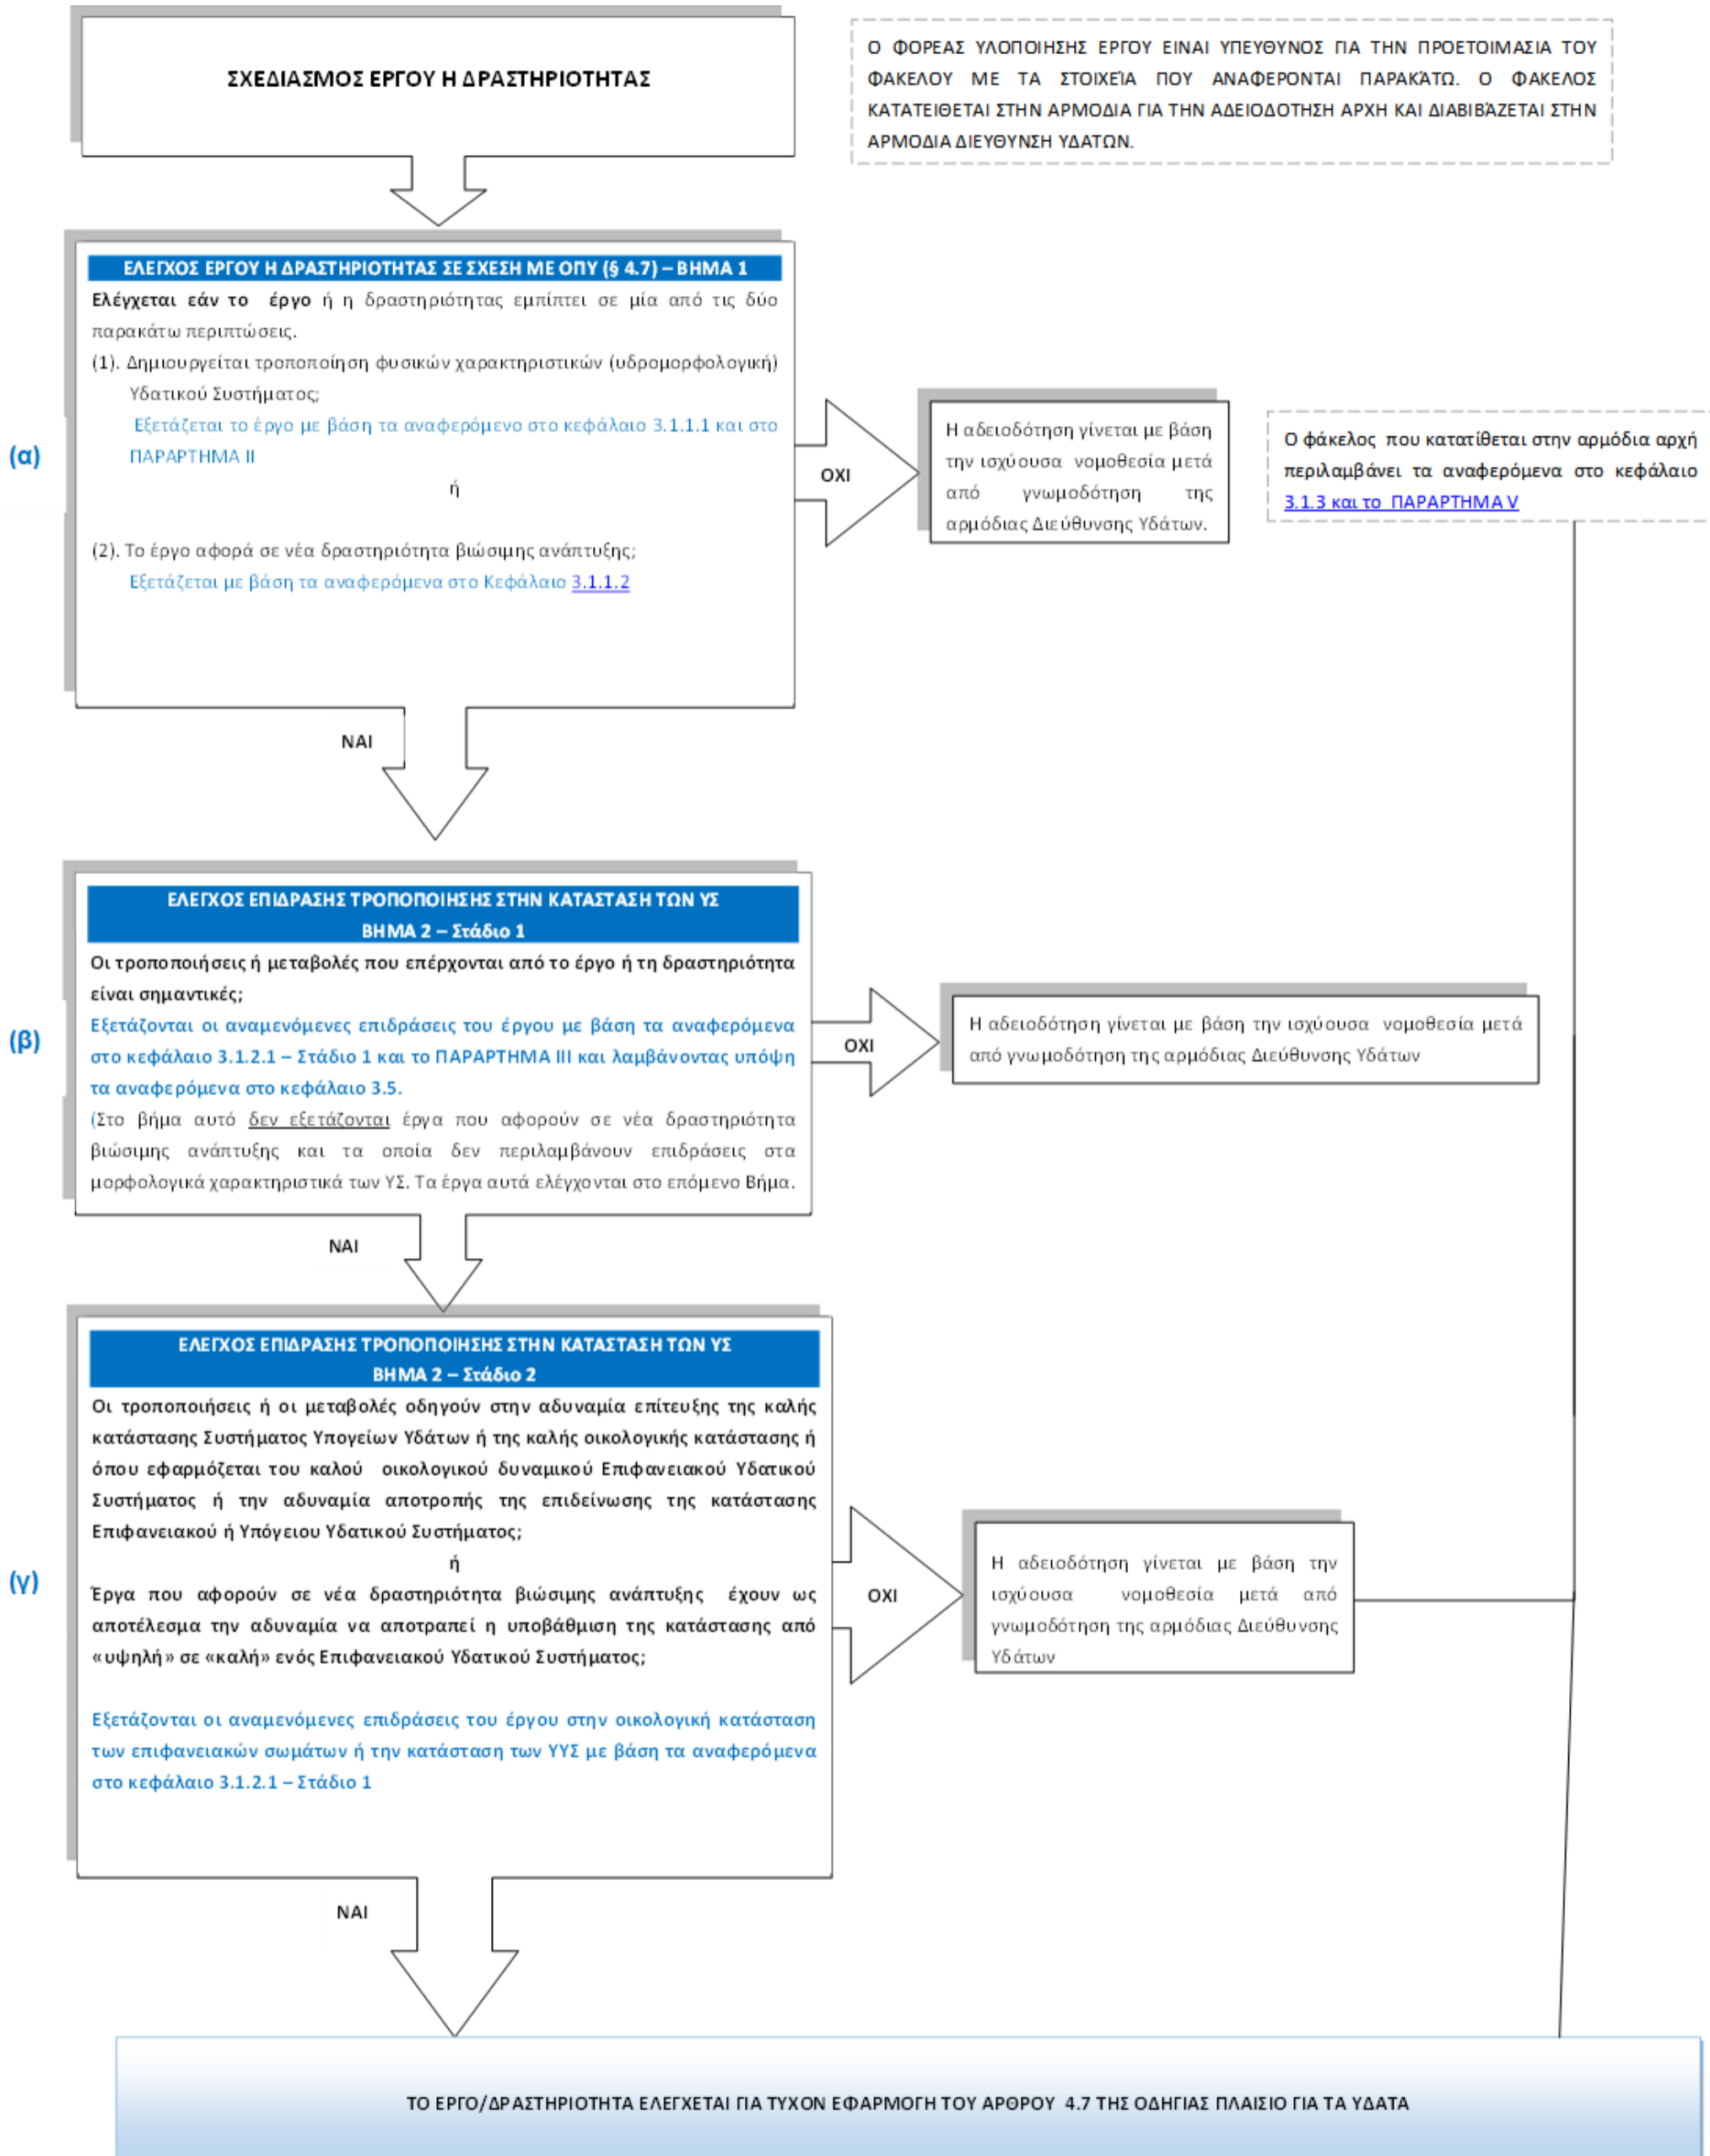 ΣΧΕΔΙΑΣΜΟΣ ΕΡΓΟΥ Η ΔΡΑΣΤΗΡΙΟΤΗΤΑΣ
Ο ΦΟΡΕΑΣ ΥΛΟΠΟΙΗΣΗΣ ΕΡΓΟΥ ΕΙΝΑΙ ΥΠΕΥΘΥΝΟΣ ΓΙΑ ΤΗΝ ΠΡΟΕΤΟΙΜΑΣΙΑ ΤΟΥ
ΦΑΚΕΛΟΥ ΜΕ ΤΑ ΣΤΟΙΧΕΊΑ ΠΟΥ ΑΝΑΦΕΡΟΝΤΑΙ ΠΑΡΑΚΆΤΩ. Ο ΦΑΚΕΛΟΣ
ΚΑΤΑΤΕΙΘΕΤΑΙ ΣΤΗΝ ΑΡΜΟΔΙΑ ΓΙΑ ΤΗΝ ΑΔΕΙΟΔΟΤΗΣΗ ΑΡΧΗ ΚΑΙ ΔΙΑΒΙΒΆΖΕΤΑΙ ΣΤΗΝ
ΑΡΜΟΔΙΑ ΔΙΕΥΘΥΝΣΗ ΥΔΑΤΩΝ.
(α)
ΕΛΕΓΧΟΣ ΕΡΓΟΥ Η ΔΡΑΣΤΗΡΙΟΤΗΤΑΣ ΣΕ ΣΧΕΣΗ ΜΕ ΟΠΥ (§ 4.7) – ΒΗΜΑ 1
Ελέγχεται εάν το έργο ή η δραστηριότητας εμπίπτει σε μία από τις δύο
παρακάτω περιπτώσεις.
(1). Δημιουργείται τροποποίηση φυσικών χαρακτηριστικών (υδρομορφολογική)
Υδατικού Συστήματος;
Εξετάζεται το έργο με βάση τα αναφερόμενο στο κεφάλαιο 3.1.1.1 και στο
ΠΑΡΑΡΤΗΜΑ ΙΙ
ή
(2). Το έργο αφορά σε νέα δραστηριότητα βιώσιμης ανάπτυξης;
Εξετάζεται με βάση τα αναφερόμενα στο Κεφάλαιο 3.1.1.2
ΟΧΙ
Η αδειοδότηση γίνεται με βάση
την ισχύουσα νομοθεσία μετά
από γνωμοδότηση της
αρμόδιας Διεύθυνσης Υδάτων.
Ο φάκελος που κατατίθεται στην αρμόδια αρχή
περιλαμβάνει τα αναφερόμενα στο κεφάλαιο
3.1.3 και το ΠΑΡΑΡΤΗΜΑ V
ΝΑΙ
(β)
ΕΛΕΓΧΟΣ ΕΠΙΔΡΑΣΗΣ ΤΡΟΠΟΠΟΙΗΣΗΣ ΣΤΗΝ ΚΑΤΑΣΤΑΣΗ ΤΩΝ ΥΣ
ΒΗΜΑ 2 – Στάδιο 1
Οι τροποποιήσεις ή μεταβολές που επέρχονται από το έργο ή τη δραστηριότητα
είναι σημαντικές;
Εξετάζονται οι αναμενόμενες επιδράσεις του έργου με βάση τα αναφερόμενα
στο κεφάλαιο 3.1.2.1 – Στάδιο 1 και το ΠΑΡΑΡΤΗΜΑ ΙΙΙ και λαμβάνοντας υπόψη
τα αναφερόμενα στο κεφάλαιο 3.5.
(Στο βήμα αυτό δεν εξετάζονται έργα που αφορούν σε νέα δραστηριότητα
βιώσιμης ανάπτυξης και τα οποία δεν περιλαμβάνουν επιδράσεις στα
μορφολογικά χαρακτηριστικά των ΥΣ. Τα έργα αυτά ελέγχονται στο επόμενο Βήμα.
ΟΧΙ
Η αδειοδότηση γίνεται με βάση την ισχύουσα νομοθεσία μετά
από γνωμοδότηση της αρμόδιας Διεύθυνσης Υδάτων
ΝΑΙ
(γ)
ΕΛΕΓΧΟΣ ΕΠΙΔΡΑΣΗΣ ΤΡΟΠΟΠΟΙΗΣΗΣ ΣΤΗΝ ΚΑΤΑΣΤΑΣΗ ΤΩΝ ΥΣ
ΒΗΜΑ 2 – Στάδιο 2
Οι τροποποιήσεις ή οι μεταβολές οδηγούν στην αδυναμία επίτευξης της καλής
κατάστασης Συστήματος Υπογείων Υδάτων ή της καλής οικολογικής κατάστασης ή
όπου εφαρμόζεται του καλού οικολογικού δυναμικού Επιφανειακού Υδατικού
Συστήματος ή την αδυναμία αποτροπής της επιδείνωσης της κατάστασης
Επιφανειακού ή Υπόγειου Υδατικού Συστήματος;
ή
Έργα που αφορούν σε νέα δραστηριότητα βιώσιμης ανάπτυξης έχουν ως
αποτέλεσμα την αδυναμία να αποτραπεί η υποβάθμιση της κατάστασης από
«υψηλή» σε «καλή» ενός Επιφανειακού Υδατικού Συστήματος;
Εξετάζονται οι αναμενόμενες επιδράσεις του έργου στην οικολογική κατάσταση
των επιφανειακών σωμάτων ή την κατάσταση των ΥΥΣ με βάση τα αναφερόμενα
στο κεφάλαιο 3.1.2.1 – Στάδιο 1
ΟΧΙ
Η αδειοδότηση γίνεται με βάση την
ισχύουσα νομοθεσία μετά από
γνωμοδότηση της αρμόδιας Διεύθυνσης
Υδάτων
ΝΑΙ
ΤΟ ΕΡΓΟ/ΔΡΑΣΤΗΡΙΟΤΗΤΑ ΕΛΕΓΧΕΤΑΙ ΓΙΑ ΤΥΧΟΝ ΕΦΑΡΜΟΓΗ ΤΟΥ ΑΡΘΡΟΥ 4.7 ΤΗΣ ΟΔΗΓΙΑΣ ΠΛΑΙΣΙΟ ΓΙΑ ΤΑ ΥΔΑΤΑ